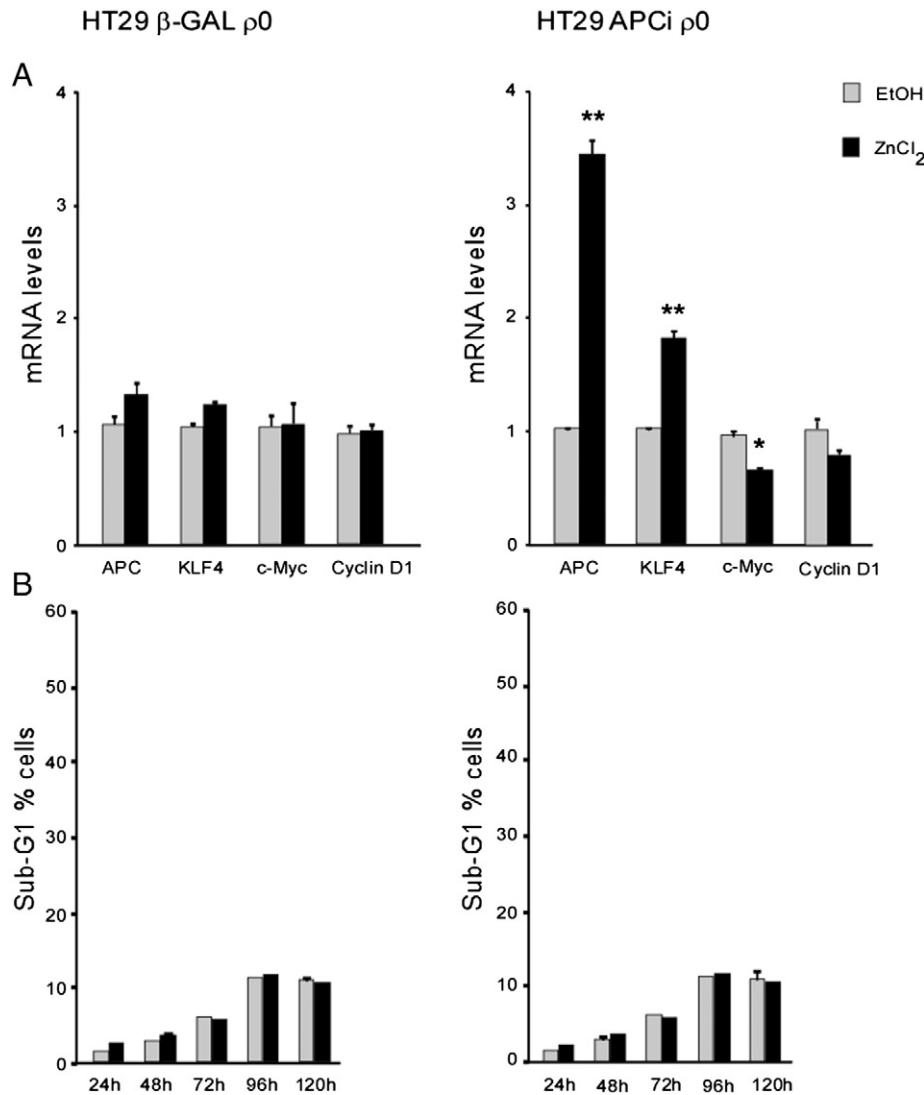 HT29 β-GAL ρ0
HT29 APCi ρ0
A
4
3
2
1
0
mRNA levels
APC KLF4 c-Myc Cyclin D1
4
3
2
1
0
mRNA levels
**
**
*
APC KLF4 c-Myc Cyclin D1
EtOH
ZnCl2
B
60
50
40
30
20
10
0
Sub-G1 % cells
24h 48h 72h 96h 120h
60
50
40
30
20
10
0
Sub-G1 % cells
24h 48h 72h 96h 120h